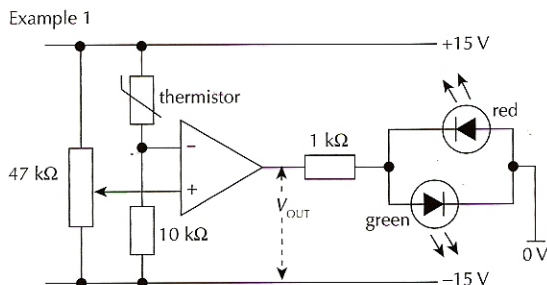 Example 1
+15 V
thermistor
red
1 kΩ
47 kΩ
−
+
V OUT
green
10 kΩ
0 V
−15 V